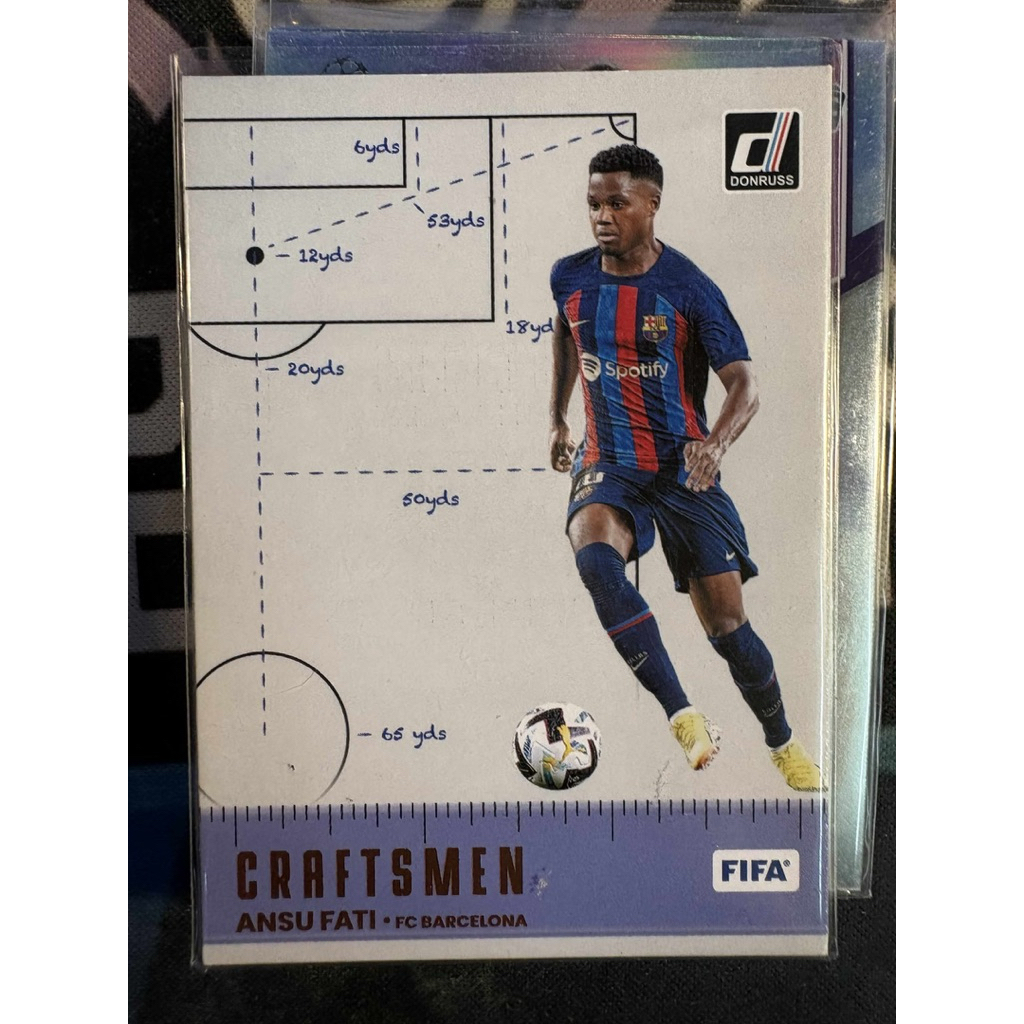 d
DONRUSS
6yds
53yds
12yds
18yd
20yds
Spotify
50yds
65 yds
CRAFTSMEN
FIFA
ANSU FATI • FC BARCELONA